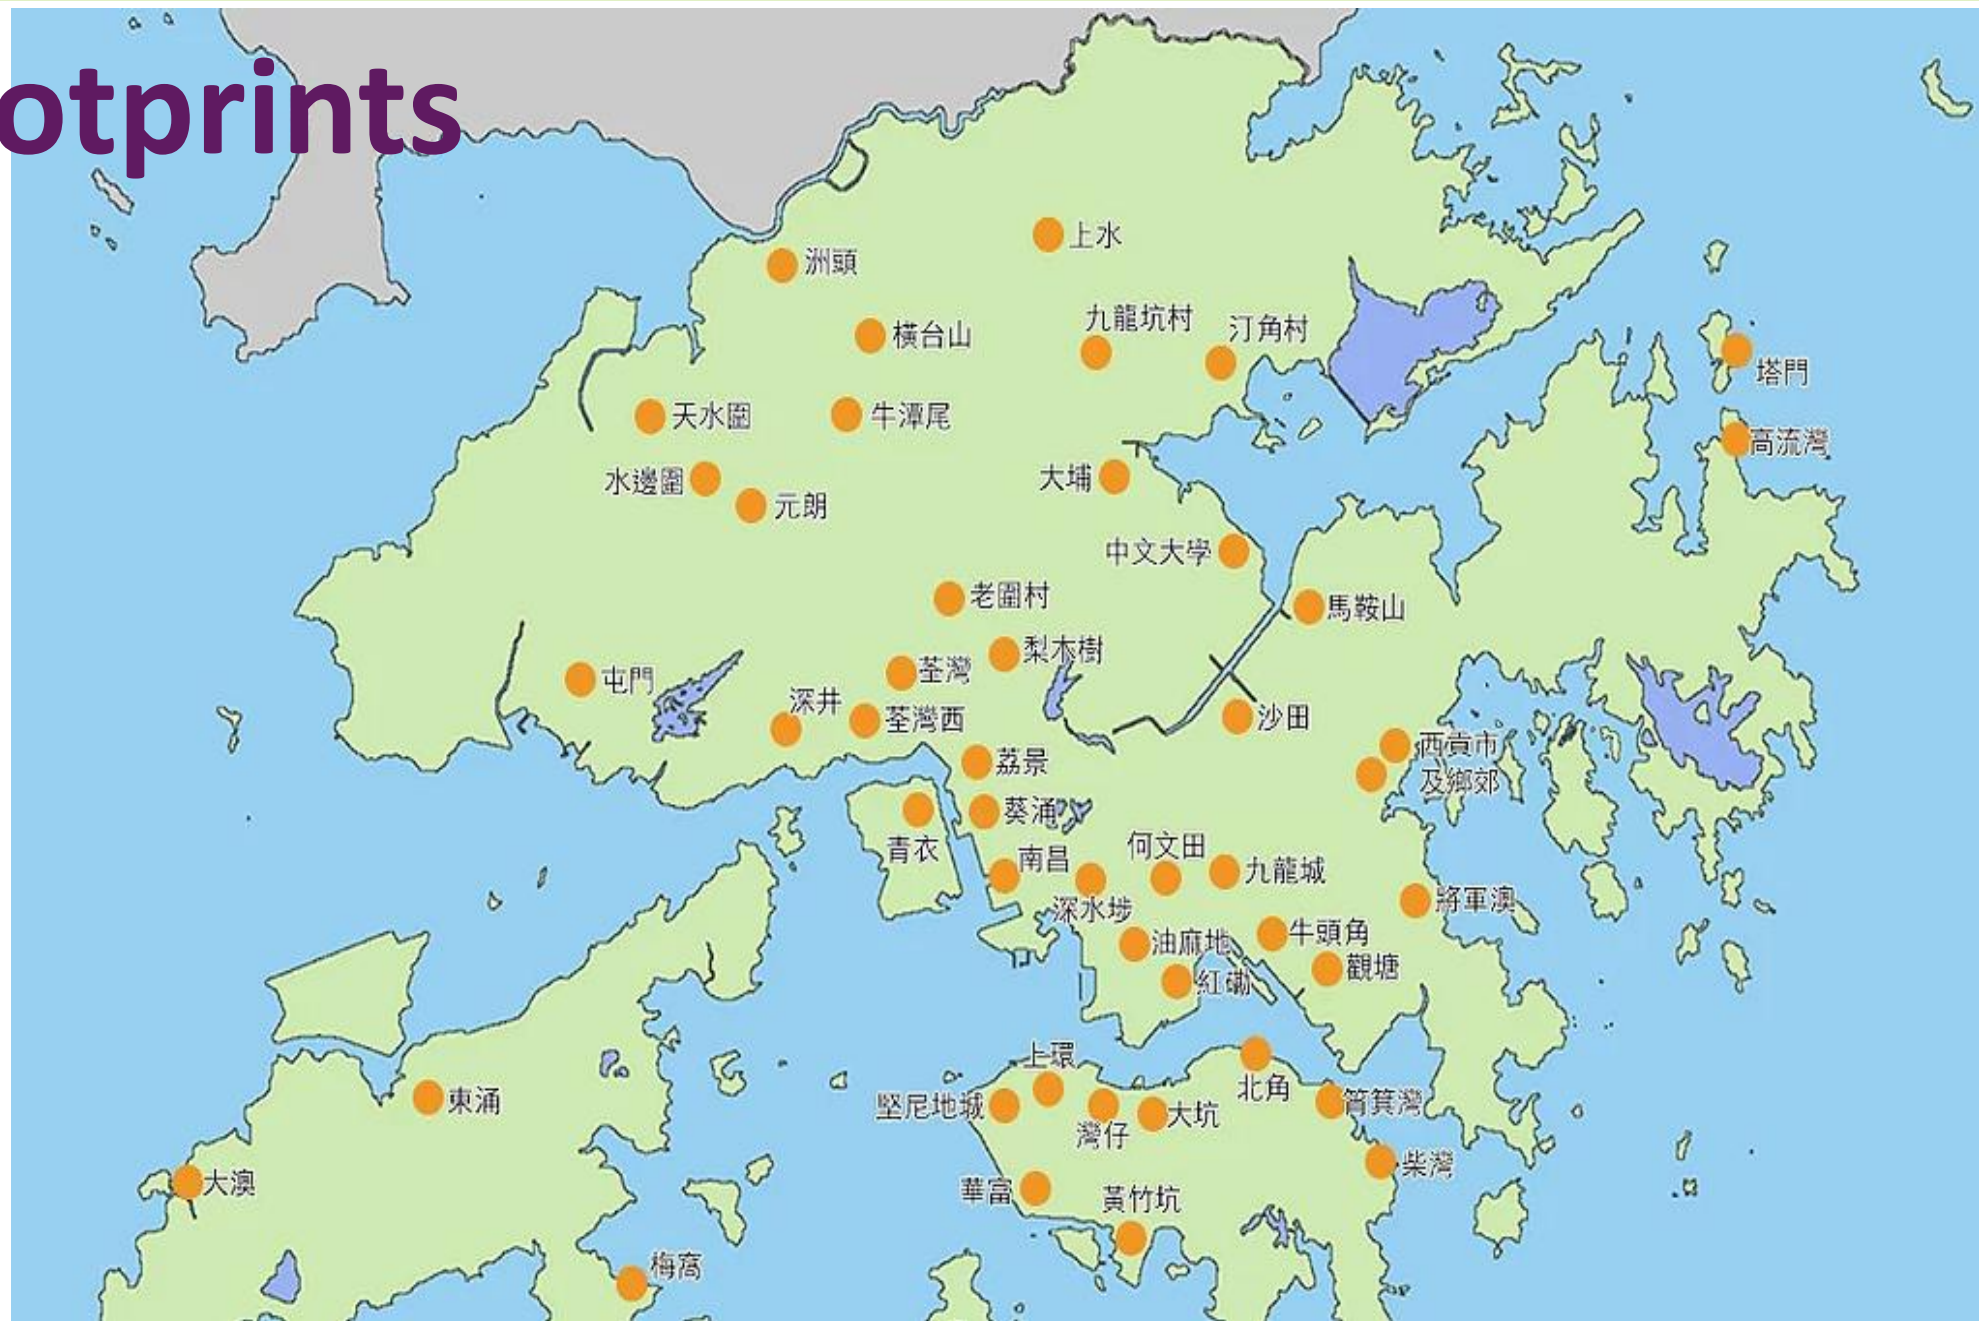 otprints
上水
洲頭
九龍坑村
汀角村
橫台山
塔門
天水圍
牛潭尾
高流灣
水邊圍
大埔
元朗
中文大學
老圍村
馬鞍山
梨木樹
荃灣
屯門
深井
荃灣西
沙田
西貢市
及鄉郊
荔景
葵涌
青衣
南昌
何文田
九龍城
深水埗
將軍澳
油麻地
牛頭角
觀塘
紅磡
上環
北角
堅尼地城
筲箕灣
東涌
灣仔
大坑
柴灣
大澳
華富
黃竹坑
梅窩